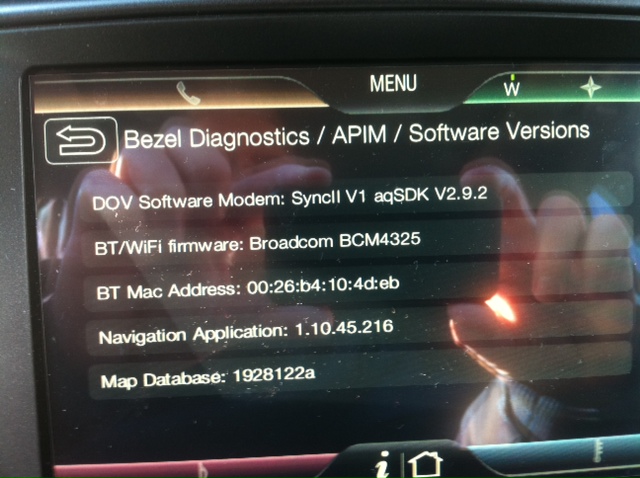 MENU
W
Bezel Diagnostics / APIM / Software Versions
DOV Software Modem: SyncII V1 aqSDK V2.9.2
BT/WiFi firmware: Broadcom BCM4325
BT Mac Address: 00:26:b4:10:4d:eb
Navigation Application: 1.10.45.216
Map Database: 1928122a
i